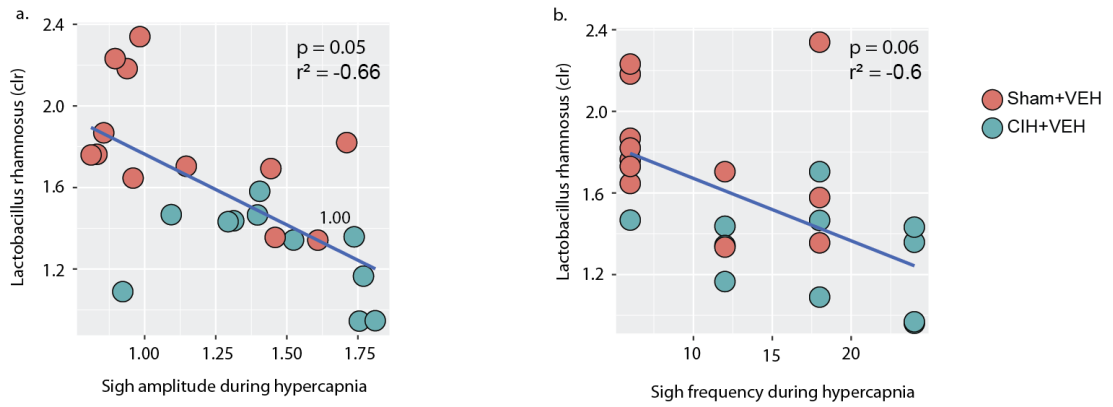 a.
2.4
2.0
1.6
1.2
Lactobacillus rhamnosus (clr)
p = 0.05
r² = -0.66
1.00
1.00
1.25
1.50
1.75
Sigh amplitude during hypercapnia
b.
2.4
2.0
1.6
1.2
Lactobacillus rhamnosus (clr)
p = 0.06
r² = -0.6
10
15
20
Sigh frequency during hypercapnia
Sham+VEH
CIH+VEH